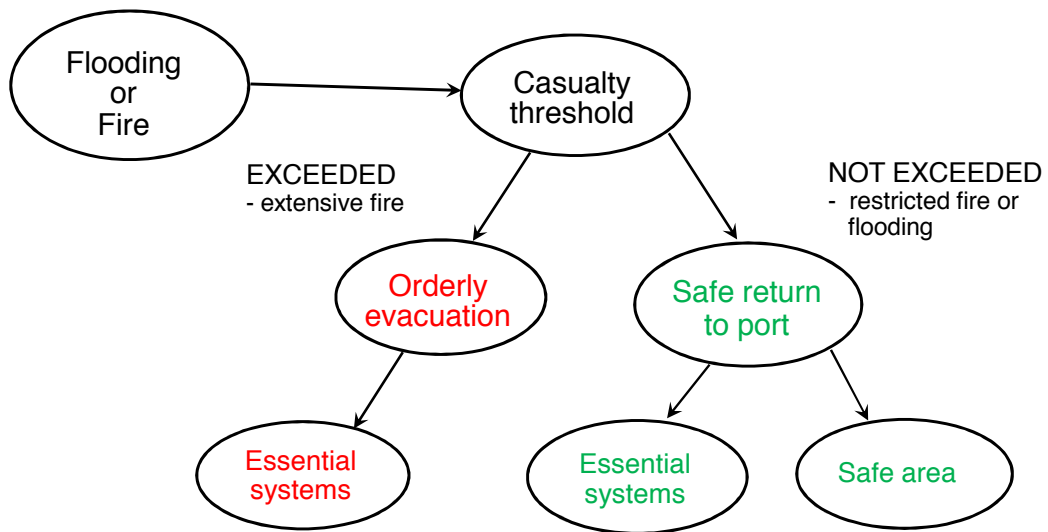 Flooding
or
Fire
Casualty
threshold
EXCEEDED
- extensive fire
NOT EXCEEDED
- restricted fire or
flooding
Orderly
evacuation
Safe return
to port
Essential
systems
Essential
systems
Safe area